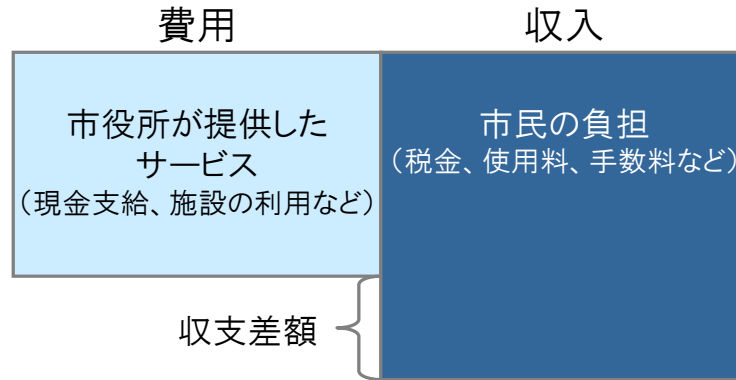 費用
収入
市役所が提供した
サービス
（現金支給、施設の利用など）
市民の負担
（税金、使用料、手数料など）
収支差額